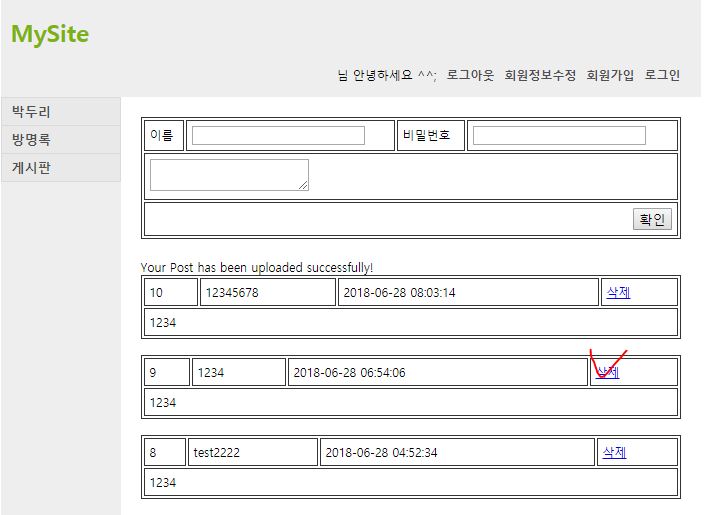 MySite
님 안녕하세요 ^^; 로그아웃 회원정보수정 회원가입 로그인
박두리
방명록
게시판
이름 비밀번호
확인
Your Post has been uploaded successfully!
10 12345678 2018-06-28 08:03:14 삭제
1234
9 1234 2018-06-28 06:54:06 삭제
1234
8 test2222 2018-06-28 04:52:34 삭제
1234